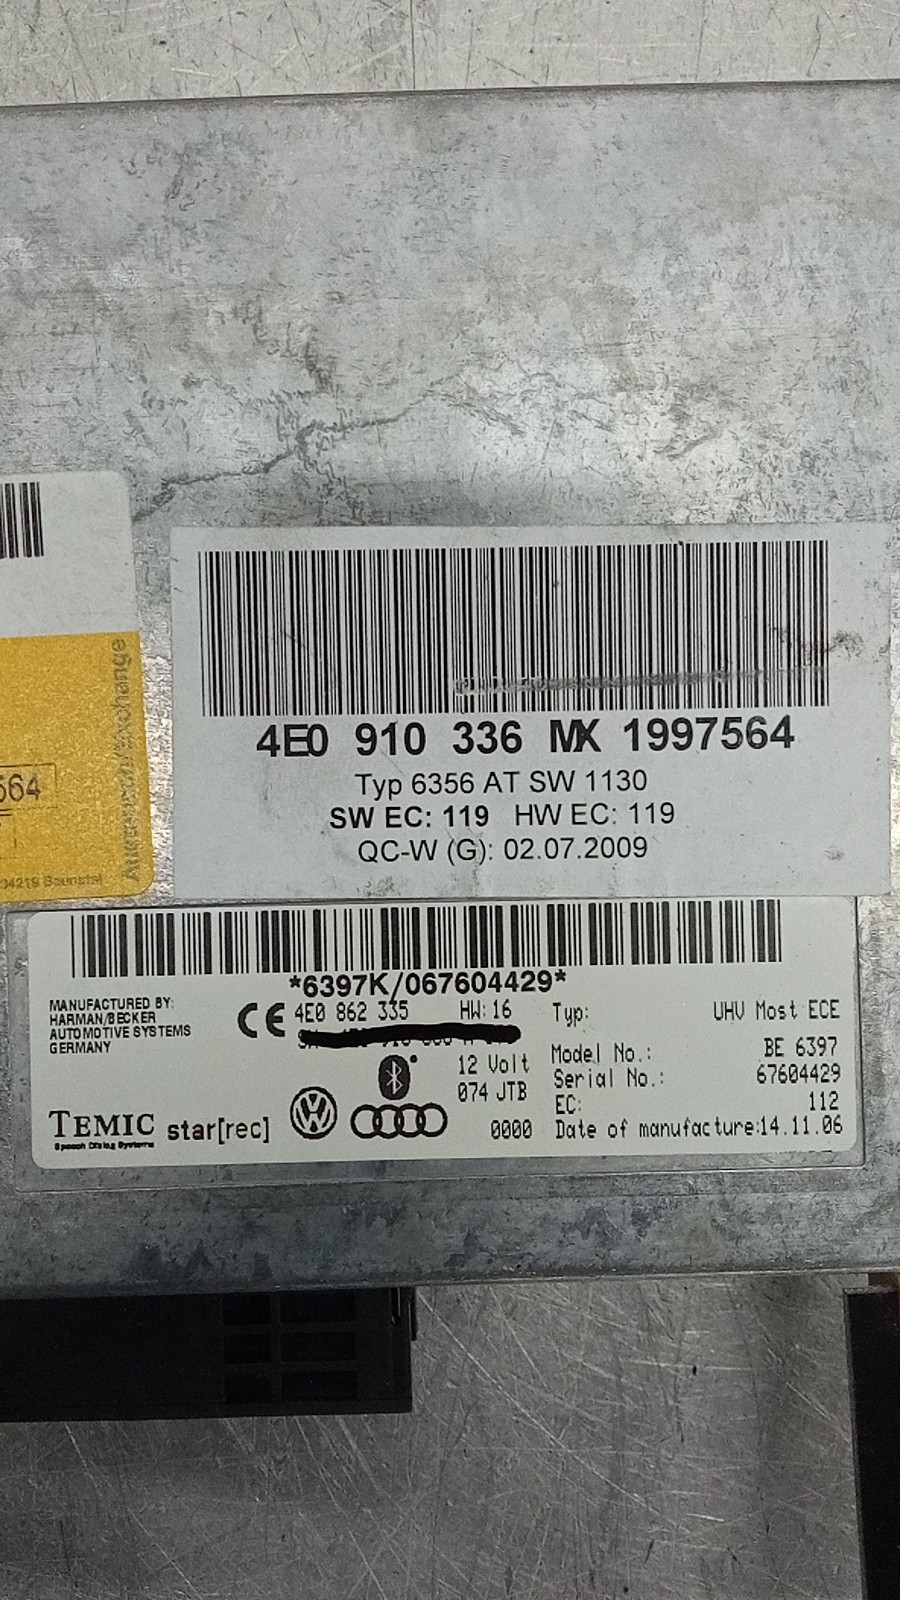 4E0 910 336 MX 1997564
Typ 6356 AT SW 1130
SW EC: 119 HW EC: 119
QC-W (G): 02.07.2009
564
34219 Baunatal
*6397K/067604429*
MANUFACTURED BY:
HARMAN/BECKER
AUTOMOTIVE SYSTEMS
GERMANY
CE 4E0 862 335 HW: 16
12 Volt
074 JTB
0000
Typ: UHV Most ECE
Model No.: BE 6397
Serial No.: 67604429
EC: 112
Date of manufacture:14.11.06
TEMIC
Speech Dialog Systems
star[rec]